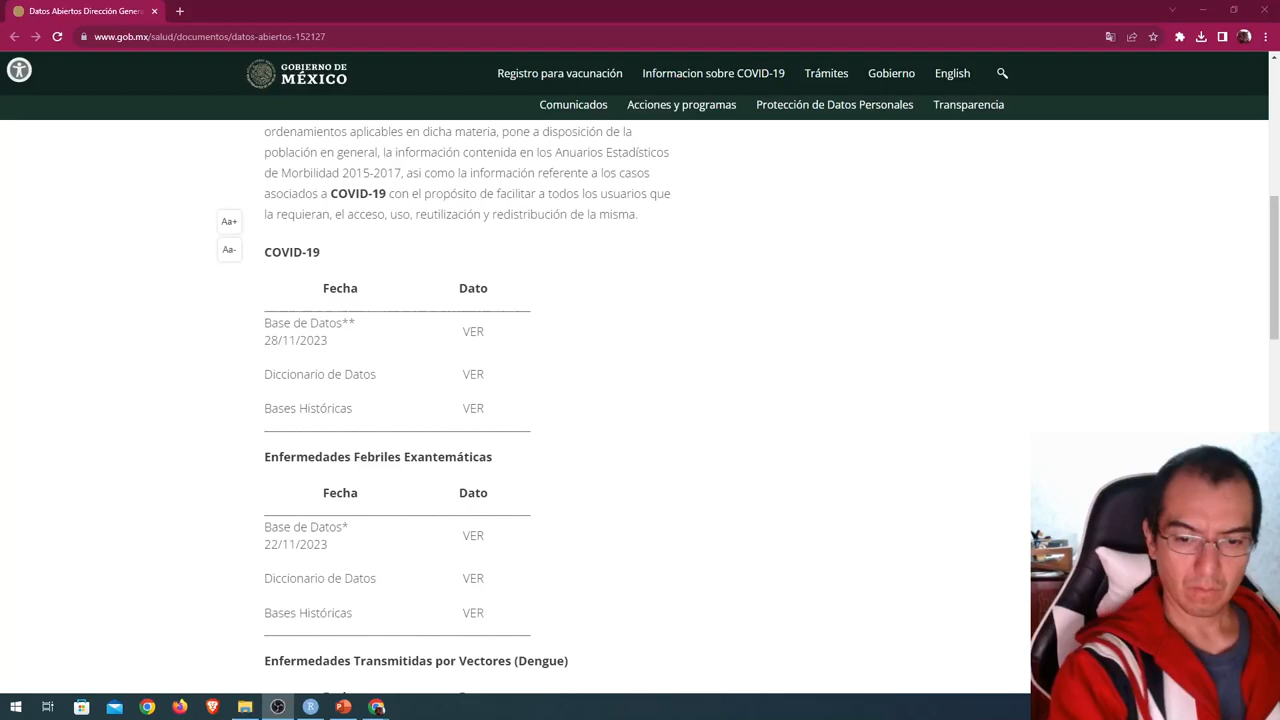 Datos Abiertos Dirección Genera
www.gob.mx/salud/documentos/datos-abiertos-152127
GOBIERNO DE
MÉXICO
Registro para vacunación
Informacion sobre COVID-19
Trámites
Gobierno
English
Comunicados
Acciones y programas
Protección de Datos Personales
Transparencia
ordenamientos aplicables en dicha materia, pone a disposición de la
población en general, la información contenida en los Anuarios Estadísticos
de Morbilidad 2015-2017, asi como la información referente a los casos
asociados a COVID-19 con el propósito de facilitar a todos los usuarios que
la requieran, el acceso, uso, reutilización y redistribución de la misma.
Aa+
Aa-
COVID-19
Fecha Dato
Base de Datos**
28/11/2023
VER
Diccionario de Datos VER
Bases Históricas VER
Enfermedades Febriles Exantemáticas
Fecha Dato
Base de Datos*
22/11/2023
VER
Diccionario de Datos VER
Bases Históricas VER
Enfermedades Transmitidas por Vectores (Dengue)